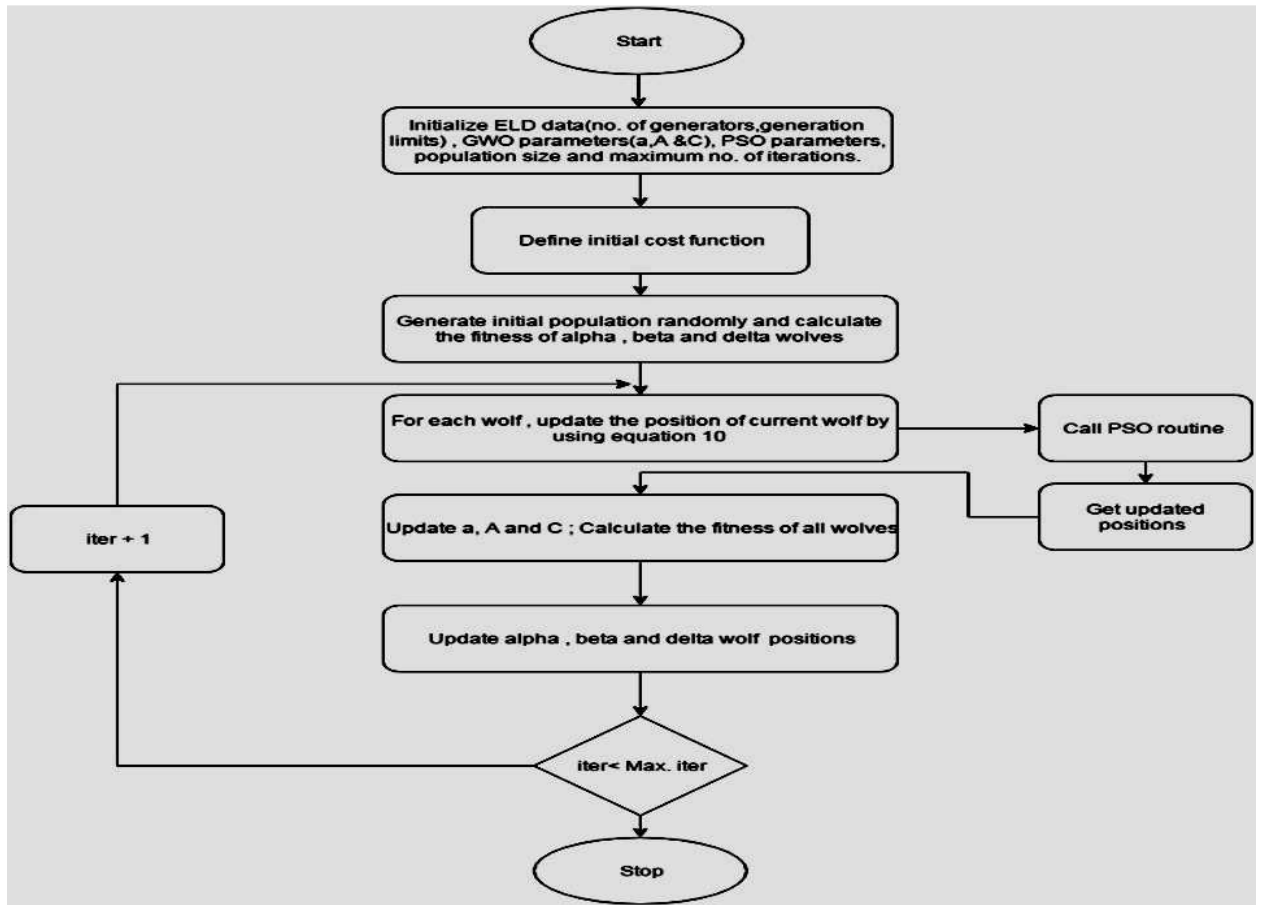 Start
Initialize ELD data(no. of generators,generation
limits) , GWO parameters(a,A &C), PSO parameters,
population size and maximum no. of iterations.
Define initial cost function
Generate initial population randomly and calculate
the fitness of alpha , beta and delta wolves
For each wolf , update the position of current wolf by
using equation 10
Call PSO routine
Get updated
positions
Update a, A and C ; Calculate the fitness of all wolves
iter + 1
Update alpha , beta and delta wolf positions
iter< Max. iter
Stop